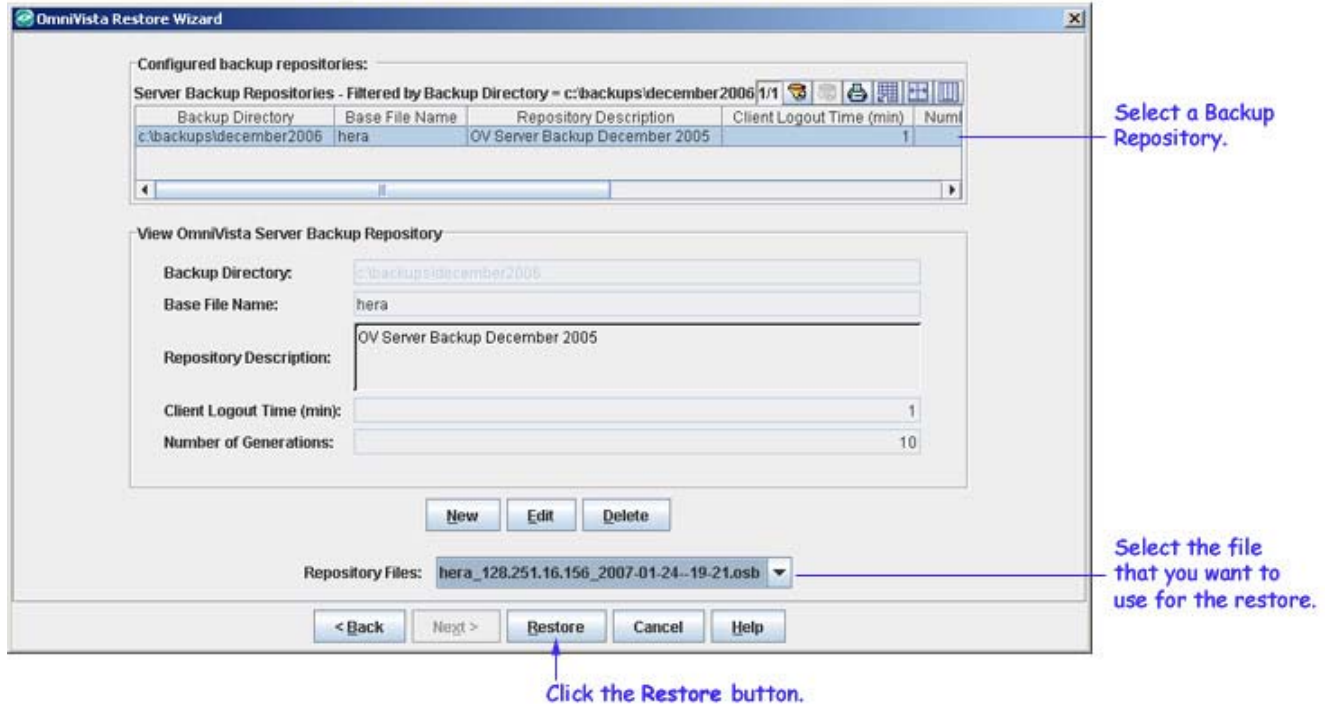 OmniVista Restore Wizard
Configured backup repositories:
Server Backup Repositories - Filtered by Backup Directory = c:\backups\december2006 1/1
Backup Directory Base File Name Repository Description Client Logout Time (min) Num
c:\backups\december2006 hera OV Server Backup December 2005 1
Select a Backup
Repository.
View OmniVista Server Backup Repository
Backup Directory: c:\backups\december2006
Base File Name: hera
Repository Description: OV Server Backup December 2005
Client Logout Time (min): 1
Number of Generations: 10
New Edit Delete
Repository Files: hera_128.251.16.156_2007-01-24--19-21.osb
Select the file
that you want to
use for the restore.
< Back Next > Restore Cancel Help
Click the Restore button.